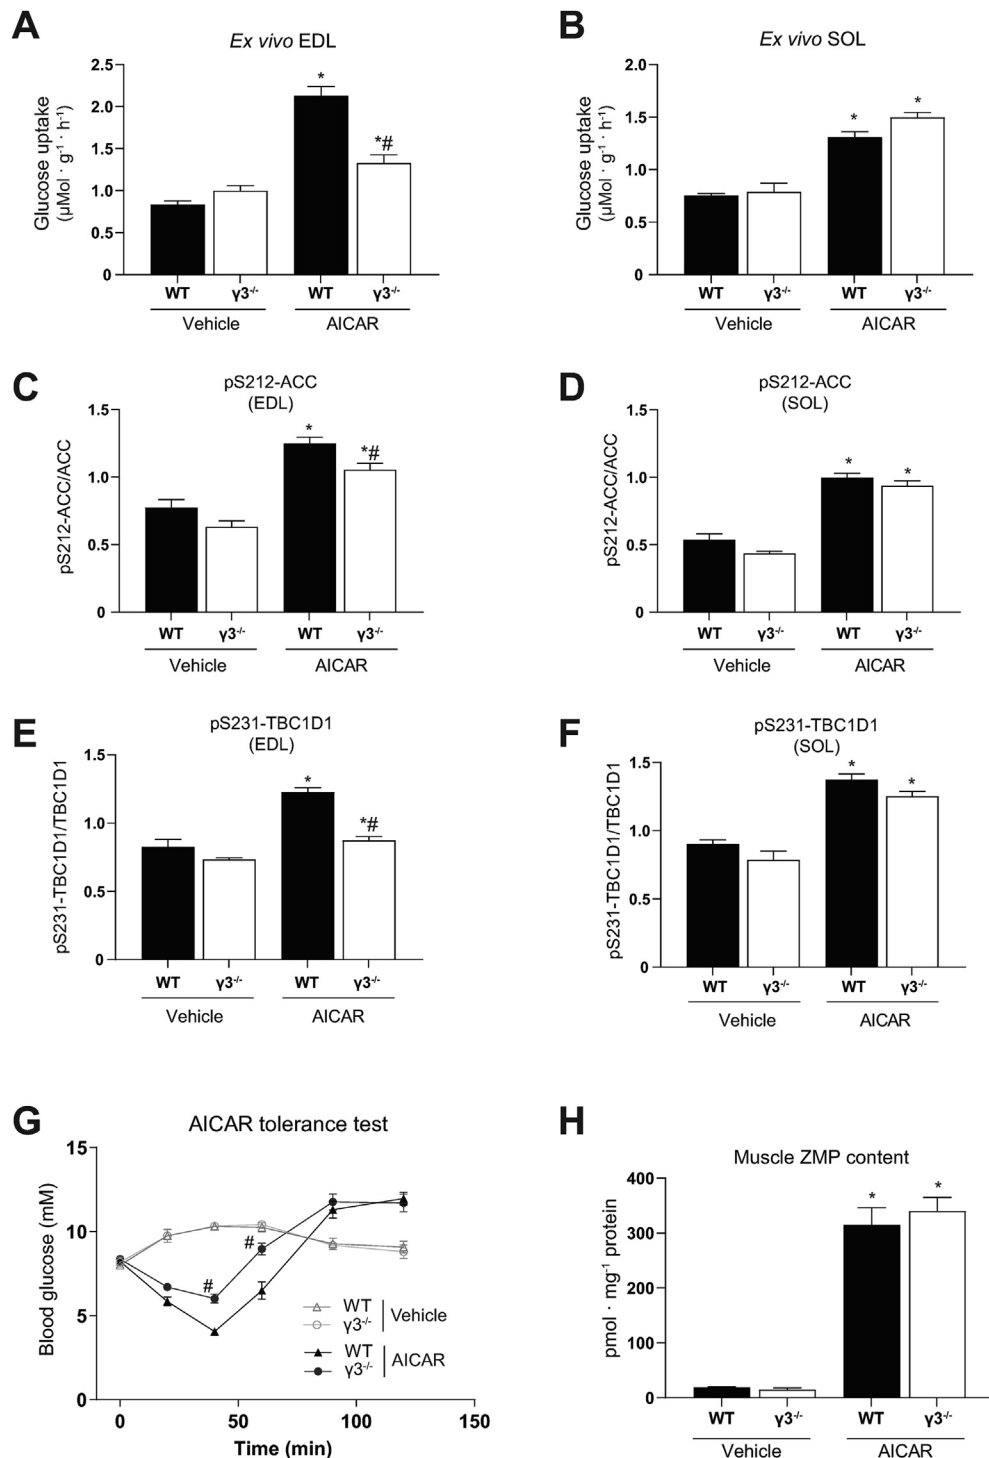 A
Ex vivo EDL
Glucose uptake
(µMol · g⁻¹ · h⁻¹)
2.5
2.0
1.5
1.0
0.5
0
*
*#
WT
γ3⁻/⁻
WT
γ3⁻/⁻
Vehicle
AICAR
B
Ex vivo SOL
Glucose uptake
(µMol · g⁻¹ · h⁻¹)
2.0
1.5
1.0
0.5
0
*
*
WT
γ3⁻/⁻
WT
γ3⁻/⁻
Vehicle
AICAR
C
pS212-ACC
(EDL)
pS212-ACC/ACC
1.5
1.0
0.5
0
*
*#
WT
γ3⁻/⁻
WT
γ3⁻/⁻
Vehicle
AICAR
D
pS212-ACC
(SOL)
pS212-ACC/ACC
1.5
1.0
0.5
0
*
*
WT
γ3⁻/⁻
WT
γ3⁻/⁻
Vehicle
AICAR
E
pS231-TBC1D1
(EDL)
pS231-TBC1D1/TBC1D1
1.5
1.0
0.5
0
*
*#
WT
γ3⁻/⁻
WT
γ3⁻/⁻
Vehicle
AICAR
F
pS231-TBC1D1
(SOL)
pS231-TBC1D1/TBC1D1
1.5
1.0
0.5
0
*
*
WT
γ3⁻/⁻
WT
γ3⁻/⁻
Vehicle
AICAR
G
AICAR tolerance test
Blood glucose (mM)
15
10
5
0
#
#
WT
γ3⁻/⁻
Vehicle
WT
γ3⁻/⁻
AICAR
0
50
100
150
Time (min)
H
Muscle ZMP content
pmol · mg⁻¹ protein
400
300
200
100
0
*
*
WT
γ3⁻/⁻
WT
γ3⁻/⁻
Vehicle
AICAR